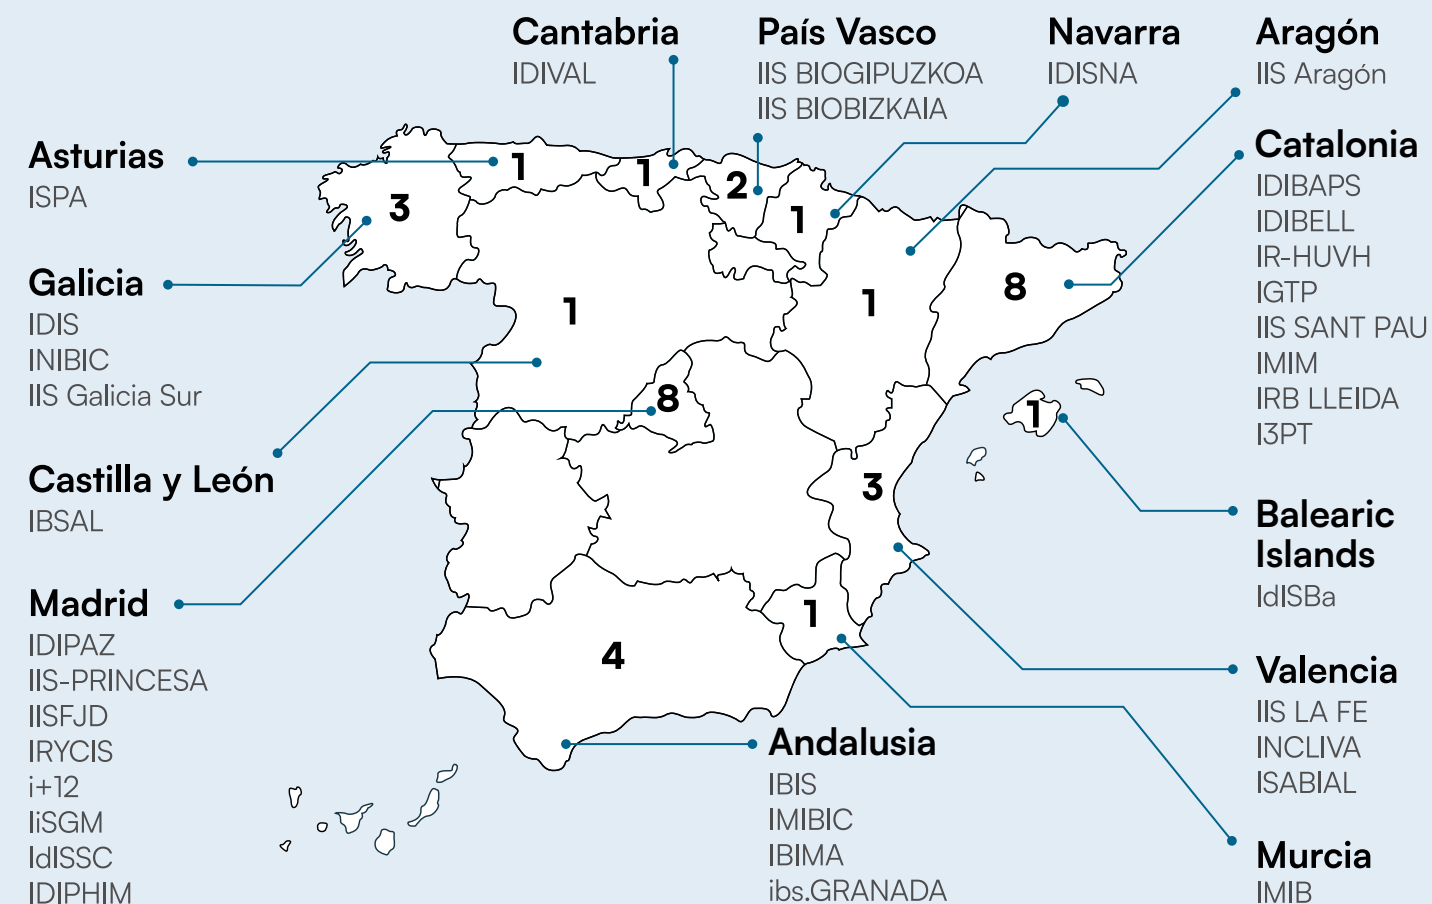 Cantabria
IDIVAL
País Vasco
IIS BIOGIPUZKOA
IIS BIOBIZKAIA
Navarra
IDISNA
Aragón
IIS Aragón
Asturias
ISPA
Galicia
IDIS
INIBIC
IIS Galicia Sur
Castilla y León
IBSAL
Madrid
IDIPAZ
IIS-PRINCESA
IISFJD
IRYCIS
i+12
IiSGM
IdISSC
IDIPHIM
1
1
2
1
3
1
1
8
8
1
3
1
4
Catalonia
IDIBAPS
IDIBELL
IR-HUVH
IGTP
IIS SANT PAU
IMIM
IRB LLEIDA
I3PT
Balearic
Islands
IdISBa
Valencia
IIS LA FE
INCLIVA
ISABIAL
Andalusia
IBIS
IMIBIC
IBIMA
ibs.GRANADA
Murcia
IMIB